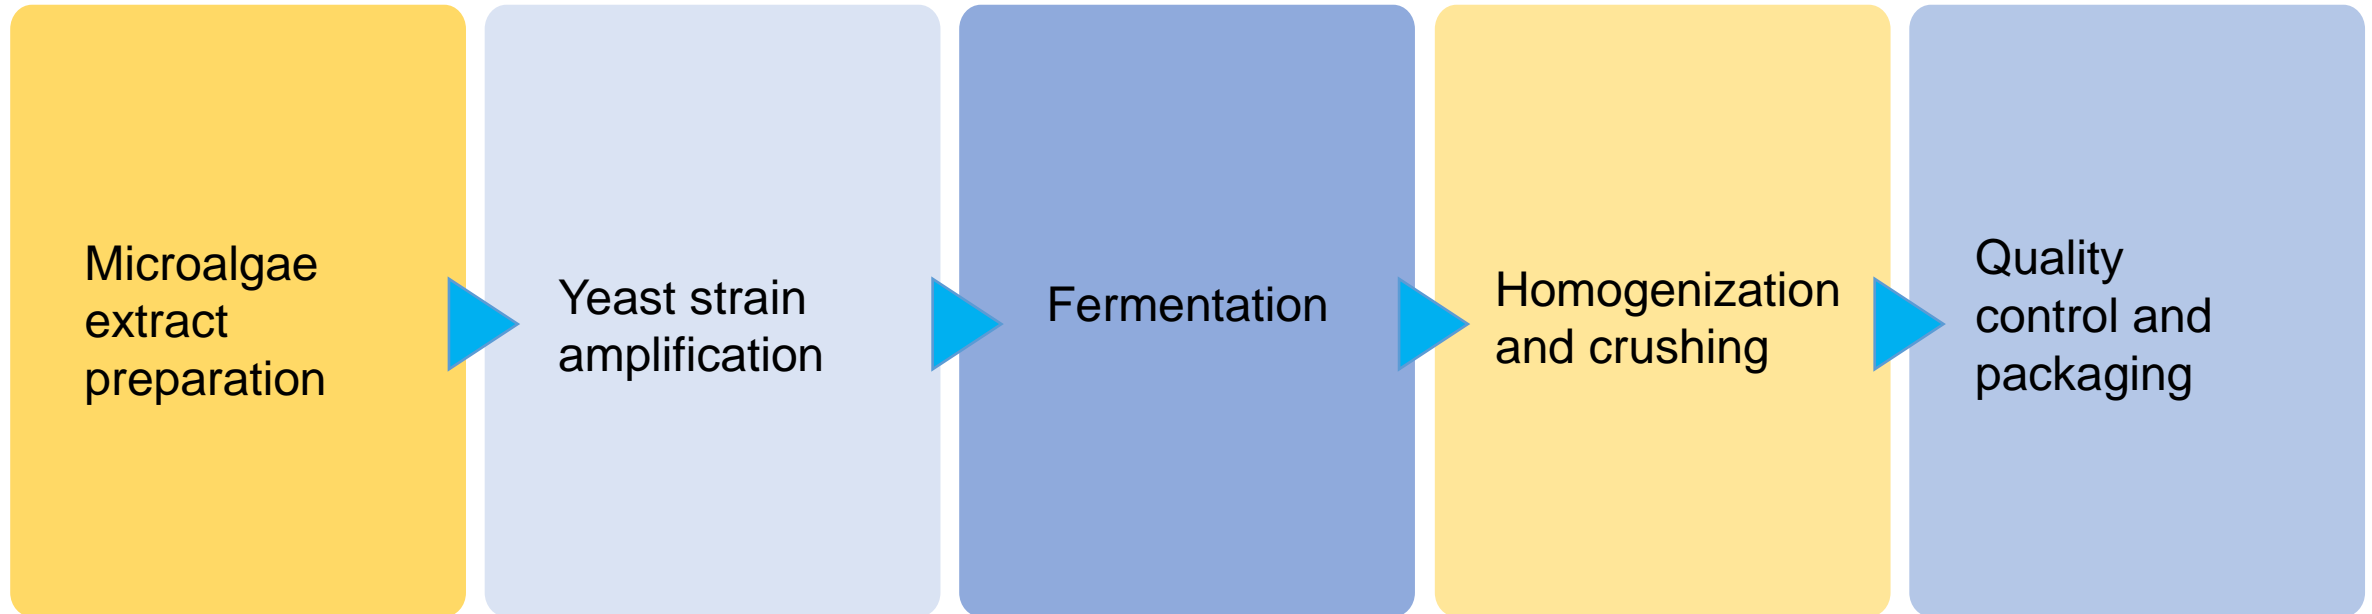 Microalgae
extract
preparation
Yeast strain
amplification
Fermentation
Homogenization
and crushing
Quality
control and
packaging